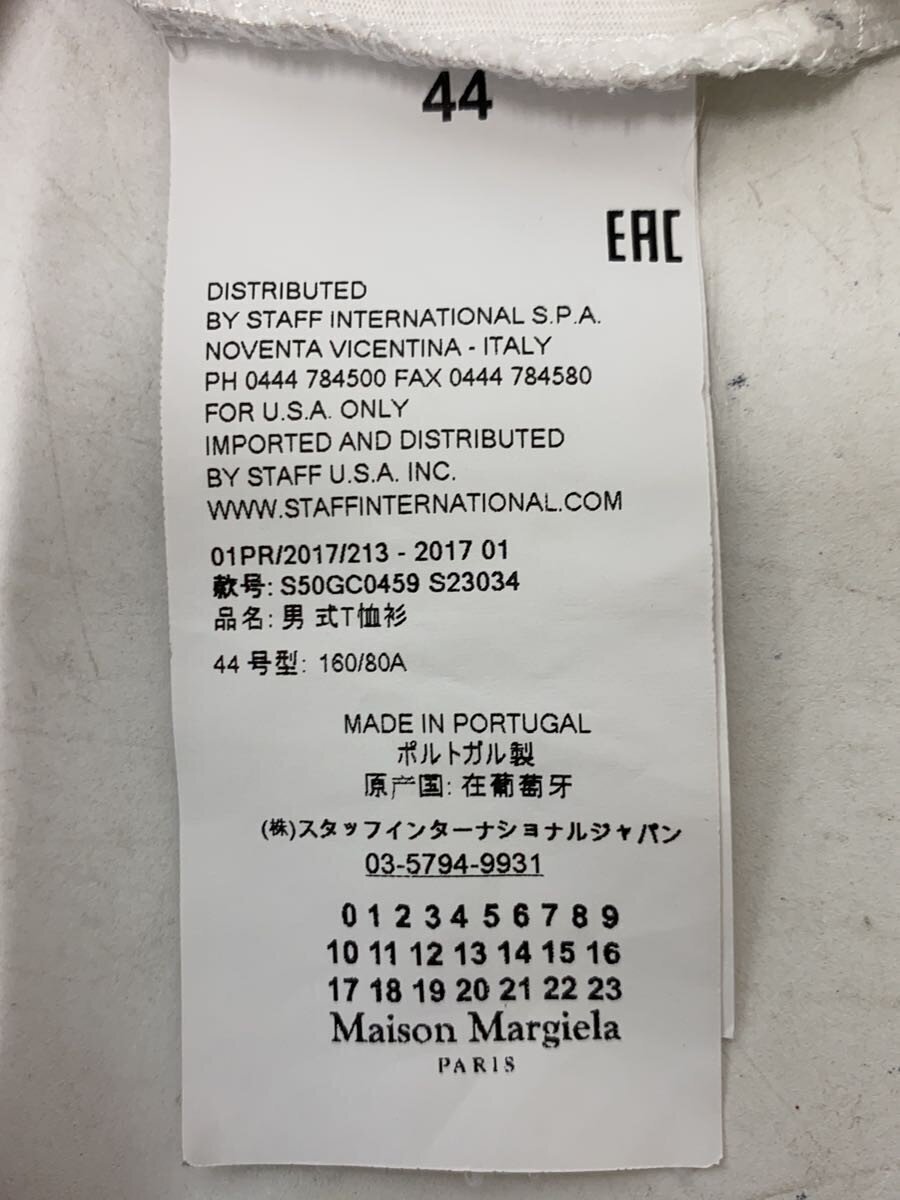 44
EAC
DISTRIBUTED
BY STAFF INTERNATIONAL S.P.A.
NOVENTA VICENTINA - ITALY
PH 0444 784500 FAX 0444 784580
FOR U.S.A. ONLY
IMPORTED AND DISTRIBUTED
BY STAFF U.S.A. INC.
WWW.STAFFINTERNATIONAL.COM
01PR/2017/213 - 2017 01
款号: S50GC0459 S23034
品名: 男 式T恤衫
44 号型: 160/80A
MADE IN PORTUGAL
ポルトガル製
原产国: 在葡萄牙
(株)スタッフインターナショナルジャパン
03-5794-9931
0 1 2 3 4 5 6 7 8 9
10 11 12 13 14 15 16
17 18 19 20 21 22 23
Maison Margiela
PARIS